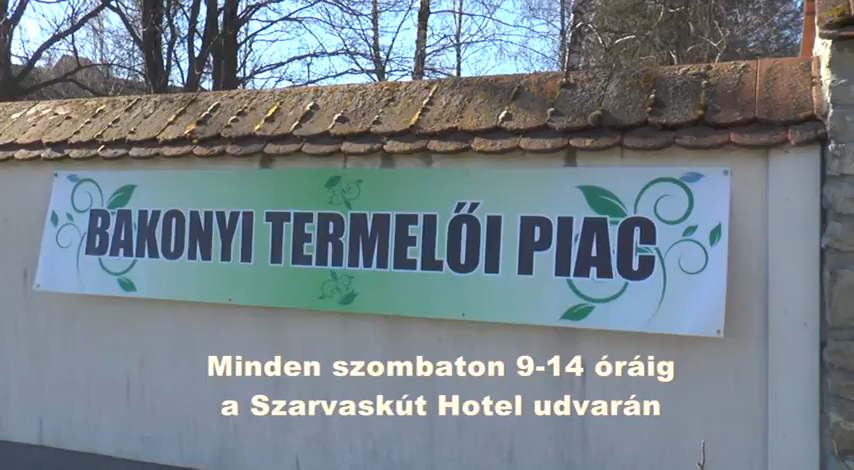 BAKONYI TERMELŐI PIAC
Minden szombaton 9-14 óráig
a Szarvaskút Hotel udvarán